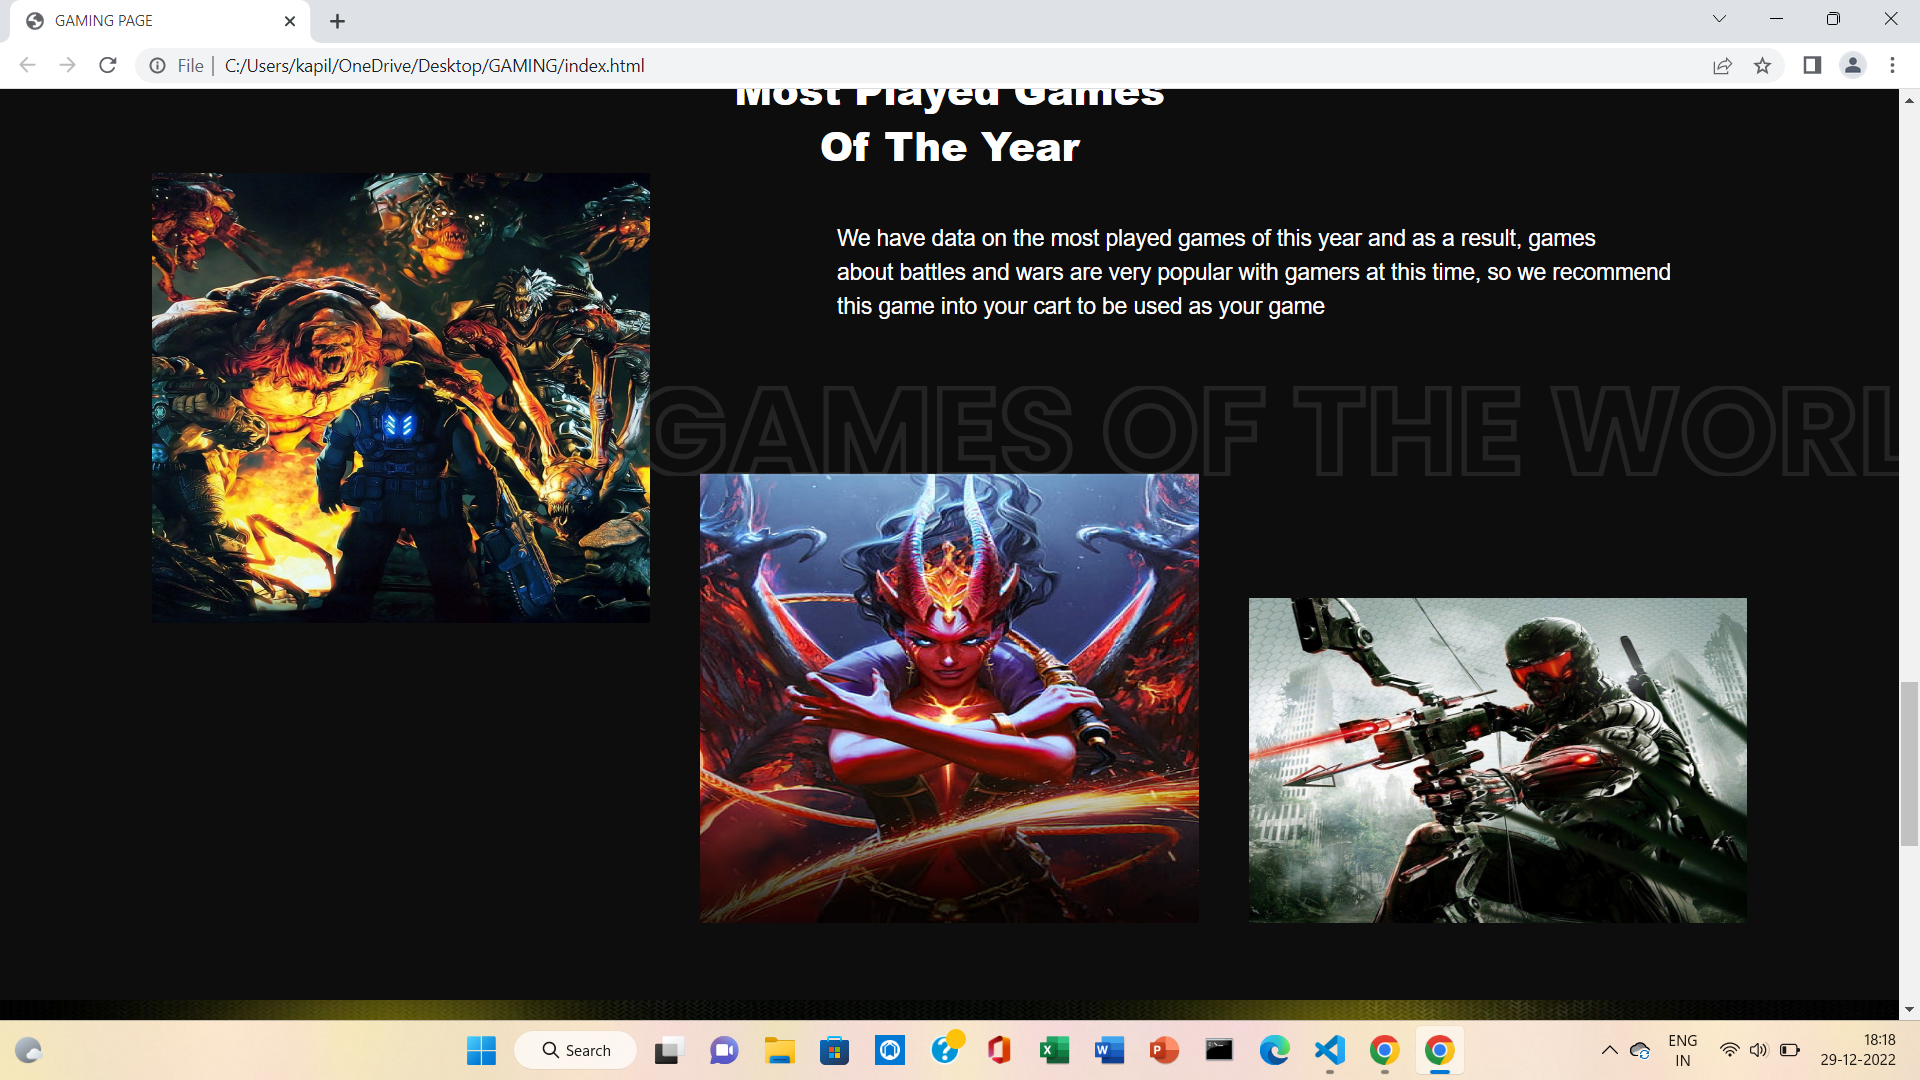 GAMING PAGE
File | C:/Users/kapil/OneDrive/Desktop/GAMING/index.html
Most Played Games
Of The Year
We have data on the most played games of this year and as a result, games
about battles and wars are very popular with gamers at this time, so we recommend
this game into your cart to be used as your game
GAMES OF THE WORL
Search
ENG
IN
18:18
29-12-2022